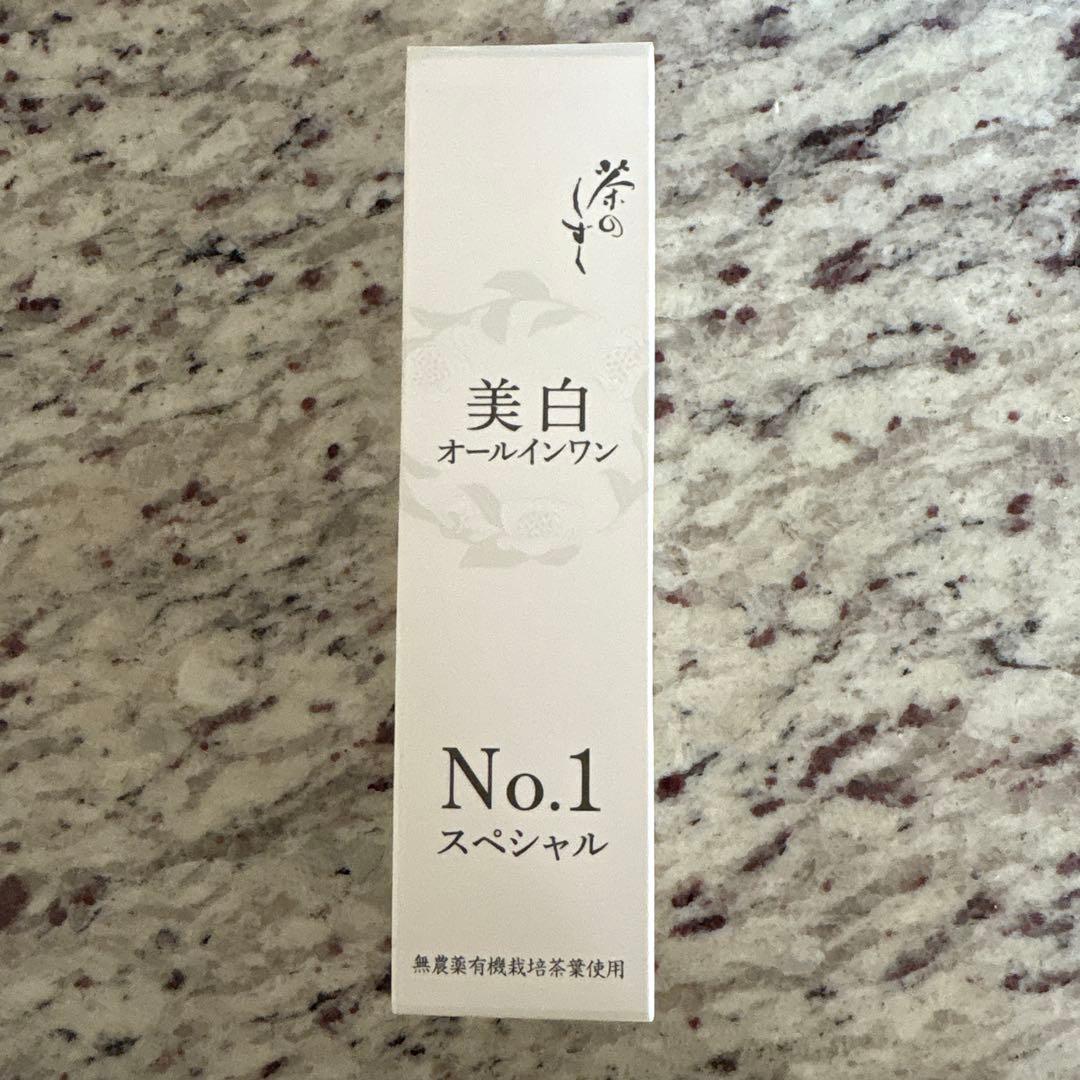 茶の
しずく
美白
オールインワン
No.1
スペシャル
無農薬有機栽培茶葉使用